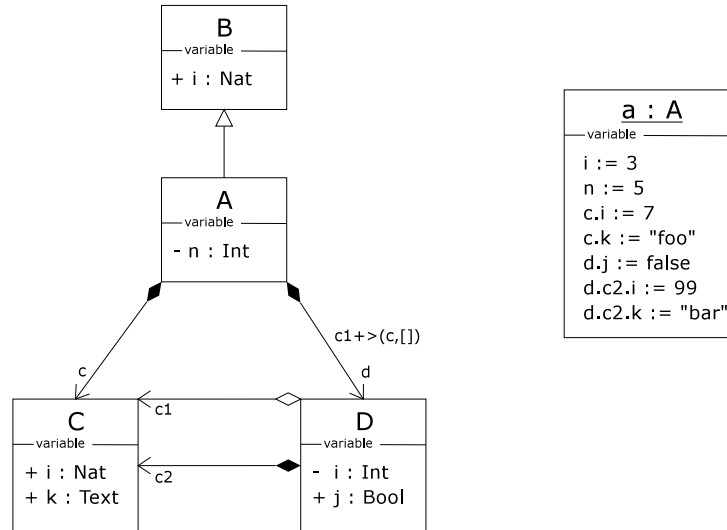 B
variable
+ i : Nat
A
variable
- n : Int
c
c1+>(c,[])
d
C
variable
+ i : Nat
+ k : Text
c1
c2
D
variable
- i : Int
+ j : Bool
a : A
variable
i := 3
n := 5
c.i := 7
c.k := "foo"
d.j := false
d.c2.i := 99
d.c2.k := "bar"